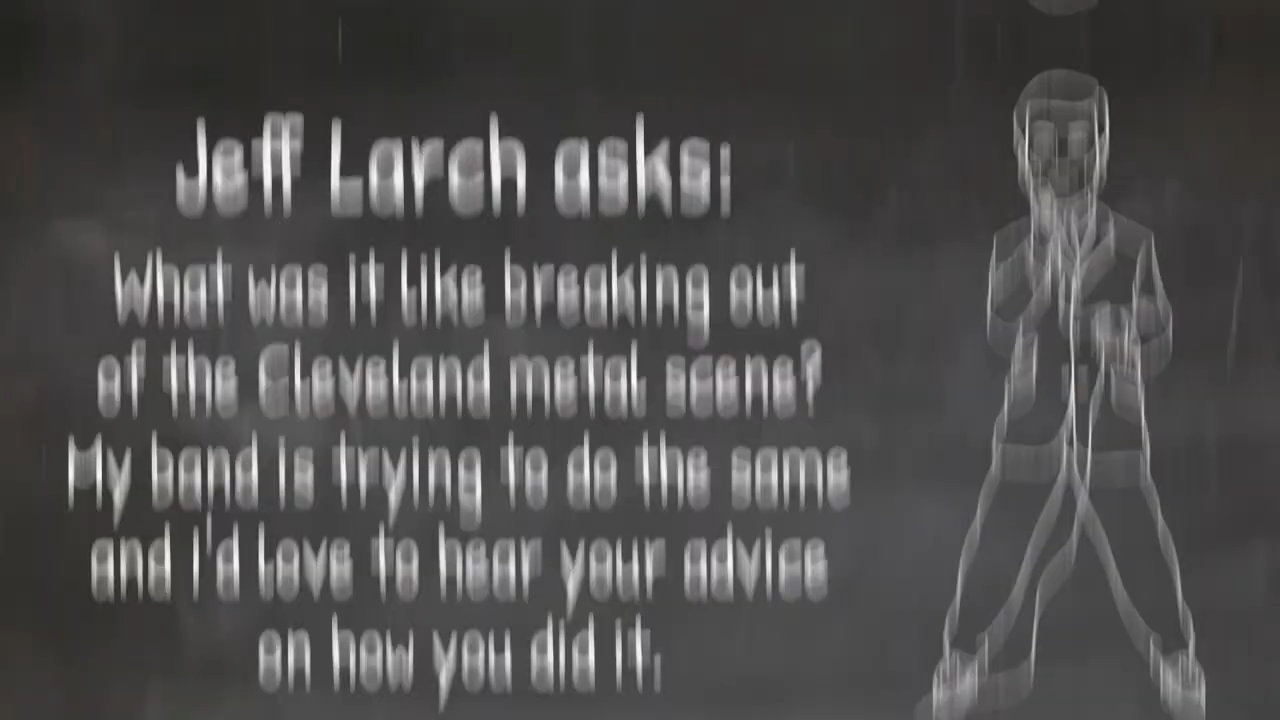 Jeff Larch asks:
What was it like breaking out
of the Cleveland metal scene?
My band is trying to do the same
and I'd love to hear your advice
on how you did it.